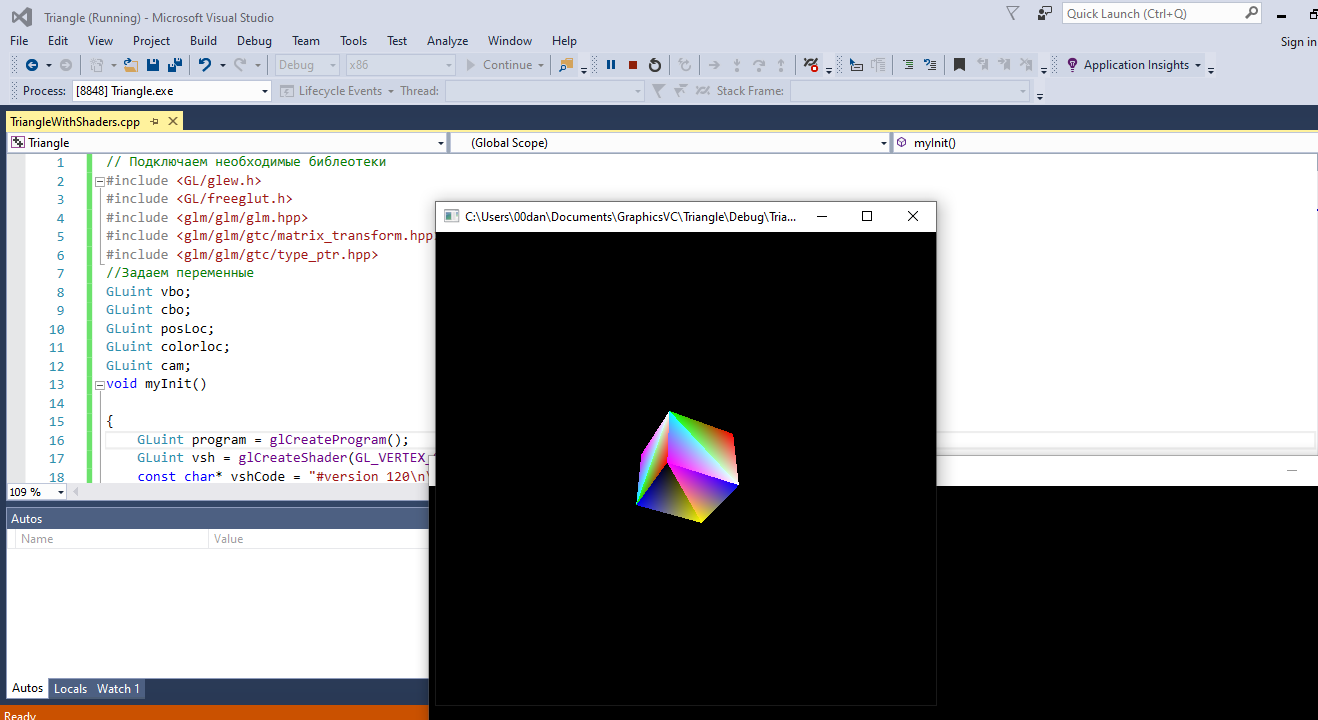 Triangle (Running) - Microsoft Visual Studio
Quick Launch (Ctrl+Q)
File Edit View Project Build Debug Team Tools Test Analyze Window Help
Sign in
Debug x86 Continue Application Insights
Process: [8848] Triangle.exe Lifecycle Events Thread: Stack Frame:
TriangleWithShaders.cpp
Triangle (Global Scope) myInit()
1 // Подключаем необходимые библеотеки
2 #include <GL/glew.h>
3 #include <GL/freeglut.h>
4 #include <glm/glm/glm.hpp>
5 #include <glm/glm/gtc/matrix_transform.hpp
6 #include <glm/glm/gtc/type_ptr.hpp>
7 //Задаем переменные
8 GLuint vbo;
9 GLuint cbo;
10 GLuint posLoc;
11 GLuint colorloc;
12 GLuint cam;
13 void myInit()
14
15 {
16 GLuint program = glCreateProgram();
17 GLuint vsh = glCreateShader(GL_VERTEX_
18 const char* vshCode = "#version 120\n\
C:\Users\00dan\Documents\GraphicsVC\Triangle\Debug\Tria...
109 %
Autos
Name Value
Autos Locals Watch 1
Ready